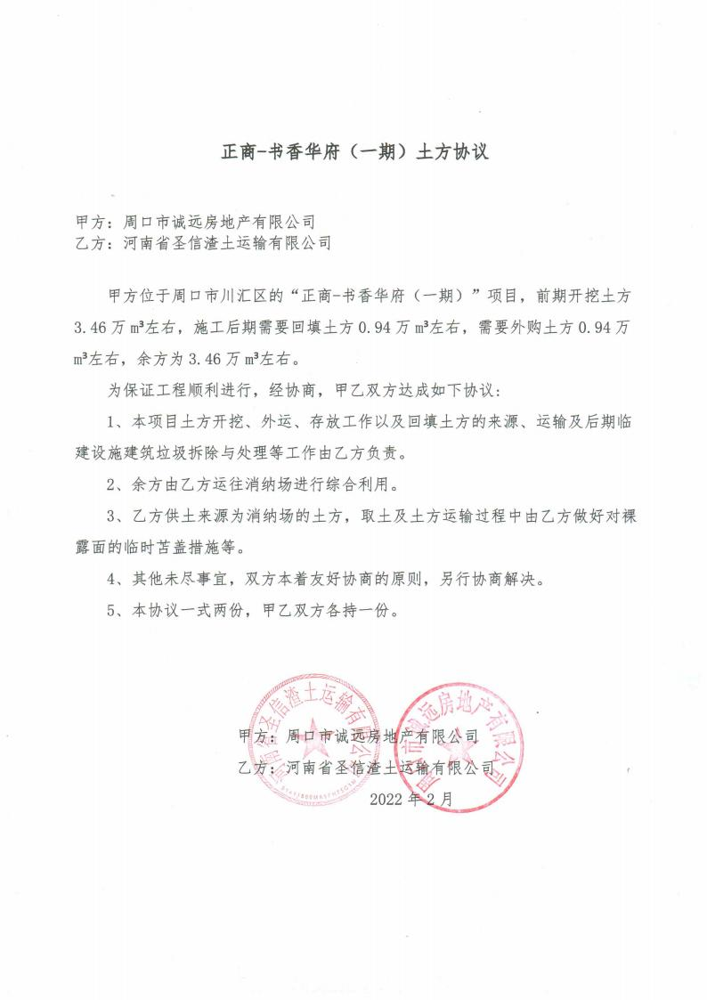 正商-书香华府（一期）土方协议
甲方：周口市诚远房地产有限公司
乙方：河南省圣信渣土运输有限公司
甲方位于周口市川汇区的“正商-书香华府（一期）”项目，前期开挖土方
3.46万m³左右，施工后期需要回填土方0.94万m³左右，需要外购土方0.94万
m³左右，余方为3.46万m³左右。
为保证工程顺利进行，经协商，甲乙双方达成如下协议：
1、本项目土方开挖、外运、存放工作以及回填土方的来源、运输及后期临
建设施建筑垃圾拆除与处理等工作由乙方负责。
2、余方由乙方运往消纳场进行综合利用。
3、乙方供土来源为消纳场的土方，取土及土方运输过程中由乙方做好对裸
露面的临时苫盖措施等。
4、其他未尽事宜，双方本着友好协商的原则，另行协商解决。
5、本协议一式两份，甲乙双方各持一份。
河南省圣信渣土运输有限公司
周口市诚远房地产有限公司
甲方：周口市诚远房地产有限公司
乙方：河南省圣信渣土运输有限公司
2022年2月